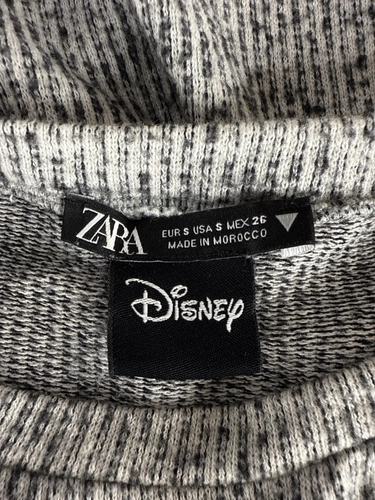 ZARA
EUR S USA S MEX 26
MADE IN MOROCCO
Disney